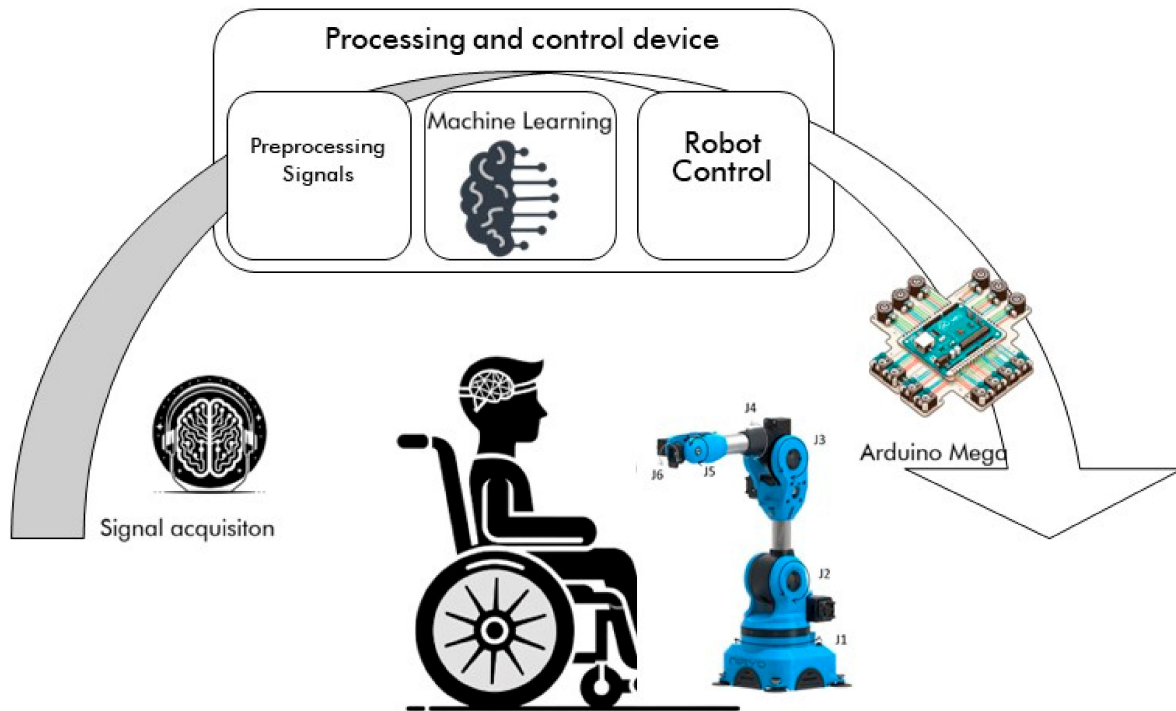 Processing and control device
Preprocessing
Signals
Machine Learning
Robot
Control
Signal acquisiton
Arduino Mega
J4
J3
J6
J5
J2
J1